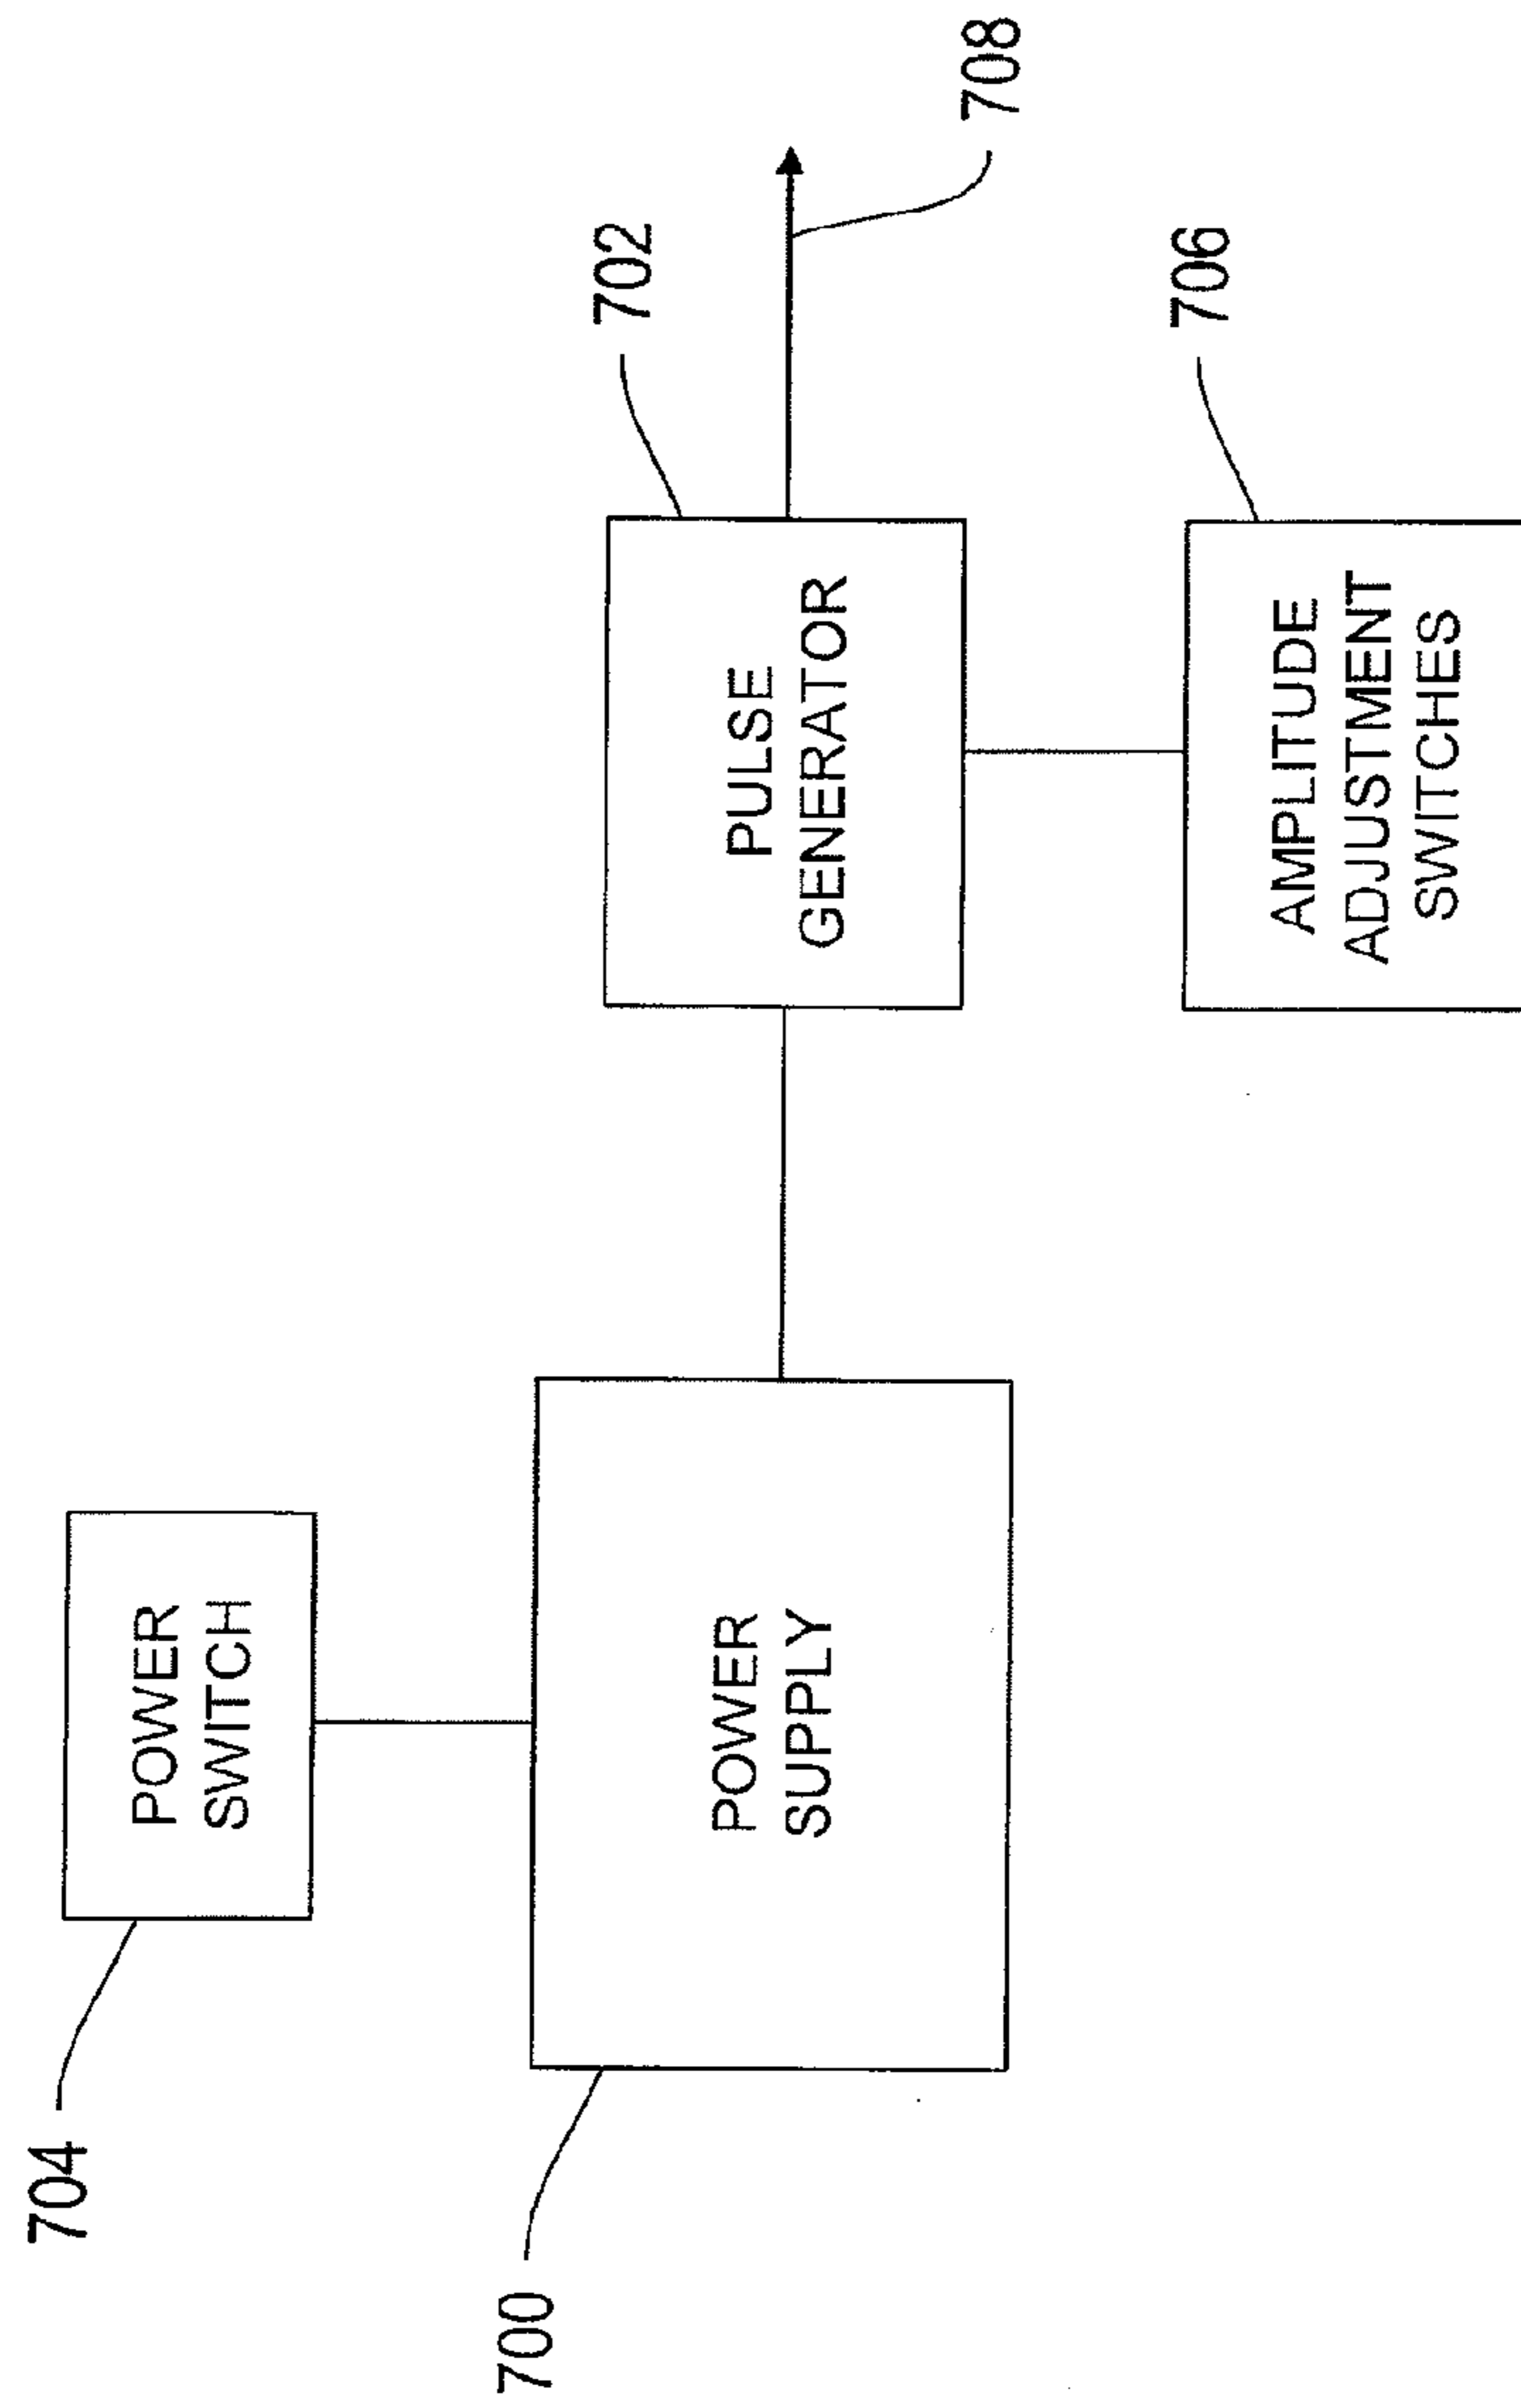 704
POWER
SWITCH
700
POWER
SUPPLY
702
PULSE
GENERATOR
708
706
AMPLITUDE
ADJUSTMENT
SWITCHES